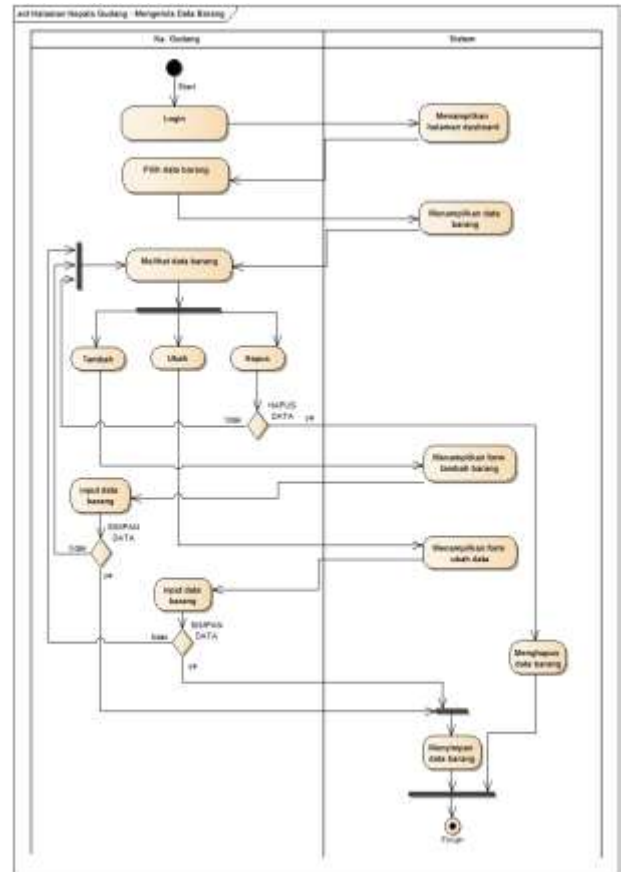 act Halaman Kepala Gudang - Mengelola Data Barang
Ka. Gudang
Sistem
Start
Login
Menampilkan
halaman dashboard
Pilih data barang
Menampilkan data
barang
Melihat data barang
Tambah
Ubah
Hapus
HAPUS
DATA
tidak
ya
Menampilkan form
tambah barang
Input data
barang
SIMPAN
DATA
tidak
ya
Menampilkan form
ubah data
Input data
barang
SIMPAN
DATA
tidak
ya
Menghapus
data barang
Menyimpan
data barang